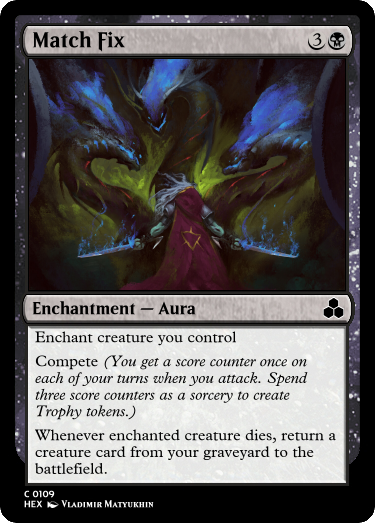 Match Fix 3
Enchantment — Aura
Enchant creature you control
Compete (You get a score counter once on
each of your turns when you attack. Spend
three score counters as a sorcery to create
Trophy tokens.)
Whenever enchanted creature dies, return a
creature card from your graveyard to the
battlefield.
C 0109
HEX Vladimir Matyukhin